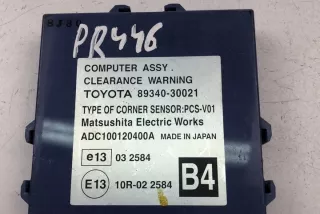 PR446
COMPUTER ASSY.
CLEARANCE WARNING
TOYOTA 89340-30021
TYPE OF CORNER SENSOR:PCS-V01
Matsushita Electric Works
ADC100120400A MADE IN JAPAN
e13 03 2584
E13 10R-02 2584
B4